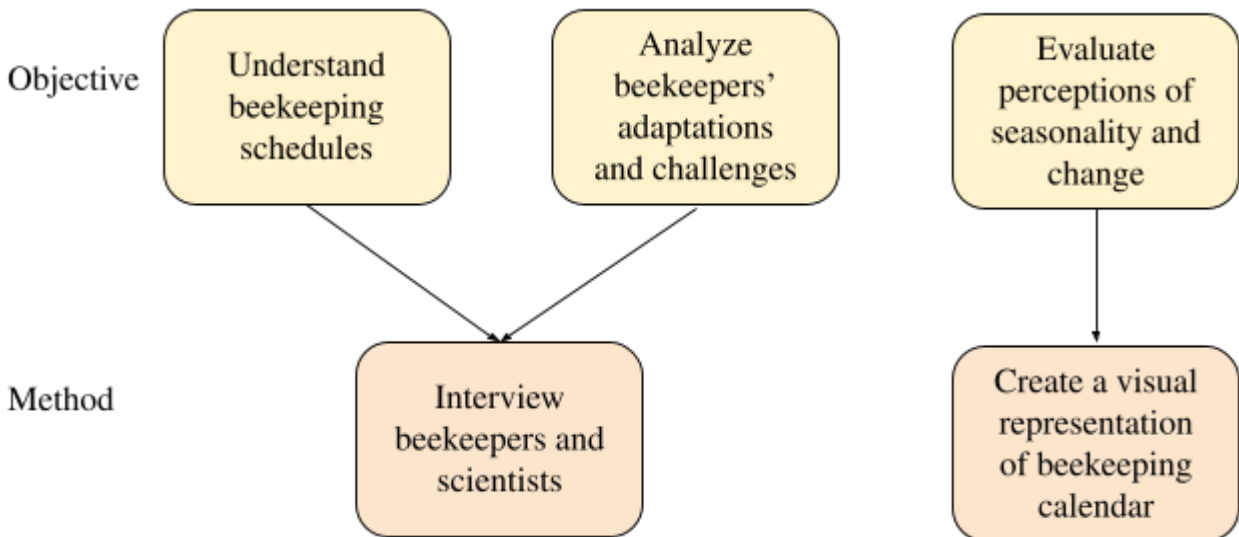 Objective
Understand
beekeeping
schedules
Analyze
beekeepers’
adaptations
and challenges
Evaluate
perceptions of
seasonality and
change
Method
Interview
beekeepers and
scientists
Create a visual
representation
of beekeeping
calendar